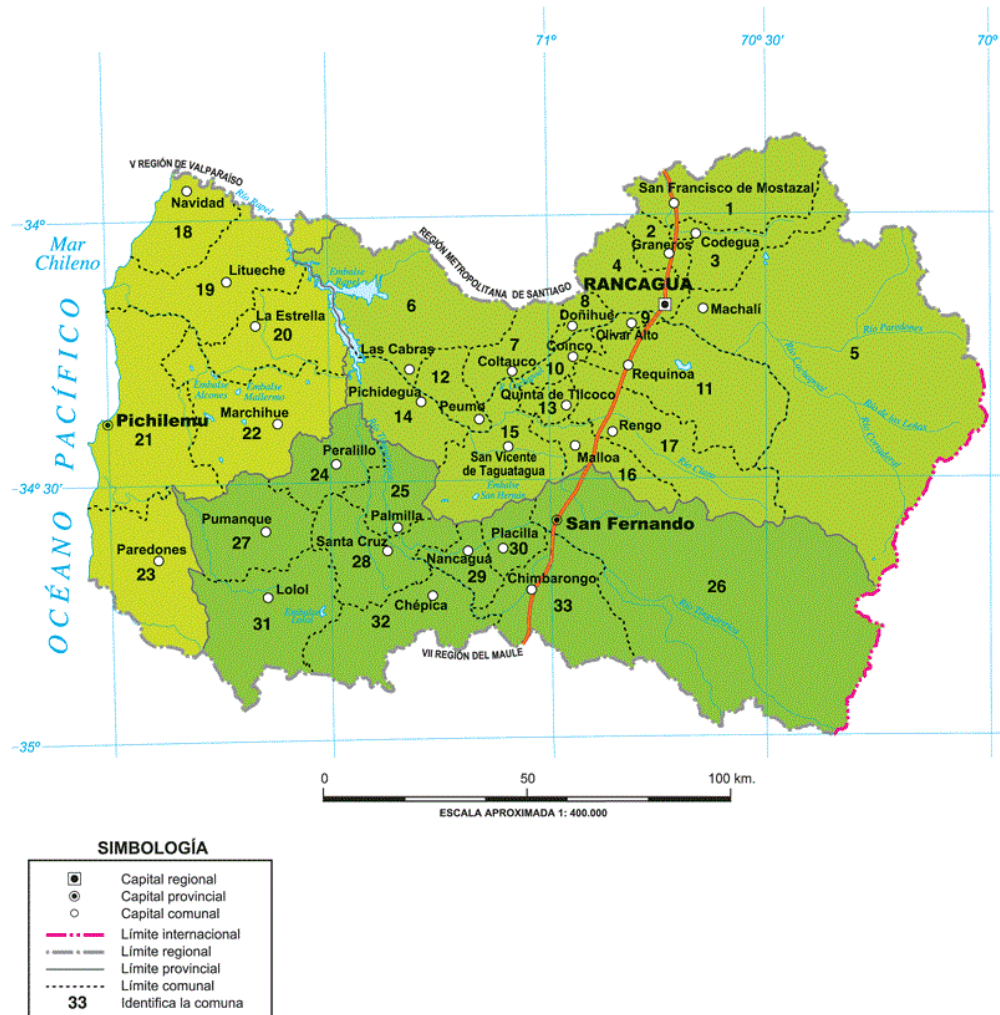 71º
70º 30'
70º
V REGIÓN DE VALPARAÍSO
San Francisco de Mostazal
Navidad
Río Rapel
1
34º
18
2
Graneros
Codegua
Mar
Chileno
REGIÓN METROPOLITANA DE SANTIAGO
3
4
Litueche
Embalse
Rapel
RANCAGUA
19
6
8
Doñihue
9
Machalí
La Estrella
20
Olivar Alto
Río Paredones
7
Las Cabras
Coinco
5
Coltauco
10
Río Cachapoal
12
Requínoa
11
Embalse
Alcones
Embalse
Mallermo
Pichidegua
Quinta de Tilcoco
13
14
Peumo
Río de los Leñas
Pichilemu
Marchihue
21
22
15
Rengo
17
San Vicente
de Taguatagua
Malloa
Peralillo
24
16
Río Claro
Embalse
San Hernán
34º 30'
25
OCÉANO PACÍFICO
Pumanque
27
Palmilla
San Fernando
Santa Cruz
28
Placilla
30
Paredones
23
Nancagua
29
Chimbarongo
26
Lolol
31
Embalse
Lolol
Chépica
32
33
Río Tinguiririca
VII REGIÓN DEL MAULE
35º
0
50
100 km.
ESCALA APROXIMADA 1: 400.000
SIMBOLOGÍA
Capital regional
Capital provincial
Capital comunal
Límite internacional
Límite regional
Límite provincial
Límite comunal
33 Identifica la comuna